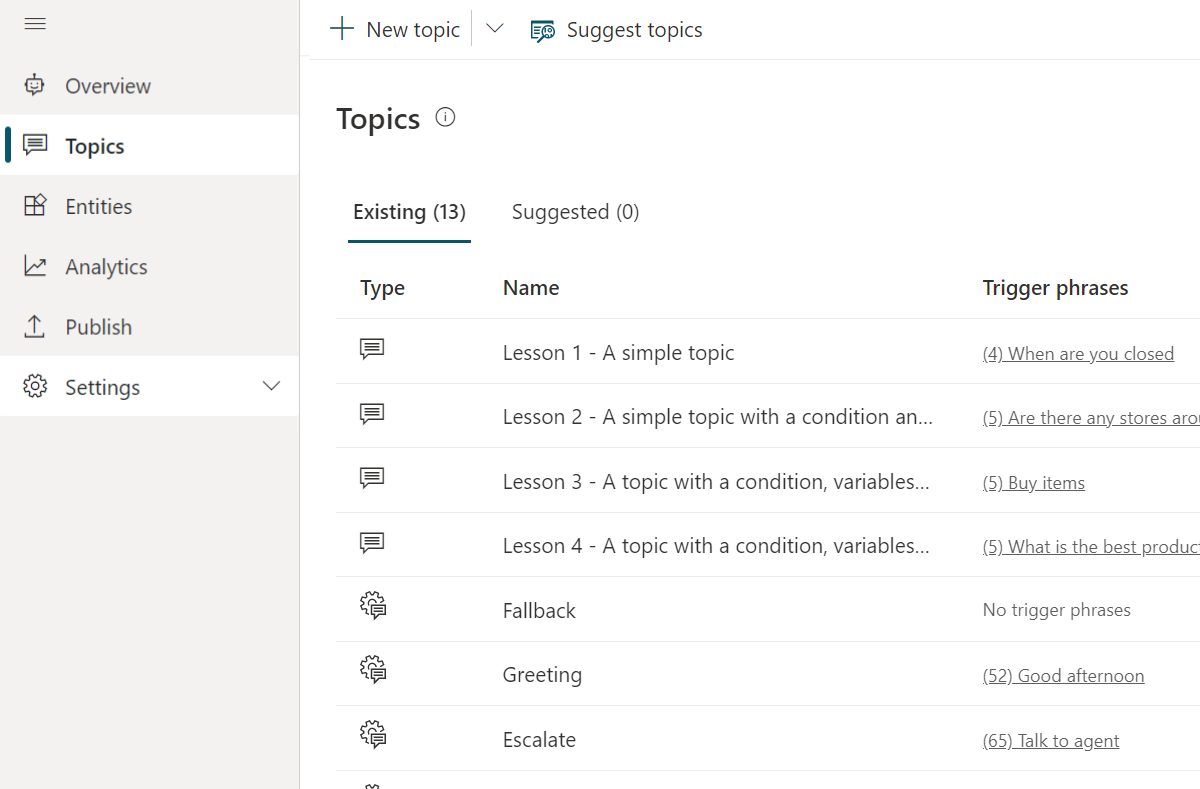 New topic
Suggest topics
Overview
Topics
Entities
Analytics
Publish
Settings
Topics
Existing (13)
Suggested (0)
Type Name Trigger phrases
Lesson 1 - A simple topic (4) When are you closed
Lesson 2 - A simple topic with a condition an... (5) Are there any stores
Lesson 3 - A topic with a condition, variables... (5) Buy items
Lesson 4 - A topic with a condition, variables... (5) What is the best
Fallback No trigger phrases
Greeting (52) Good afternoon
Escalate (65) Talk to agent